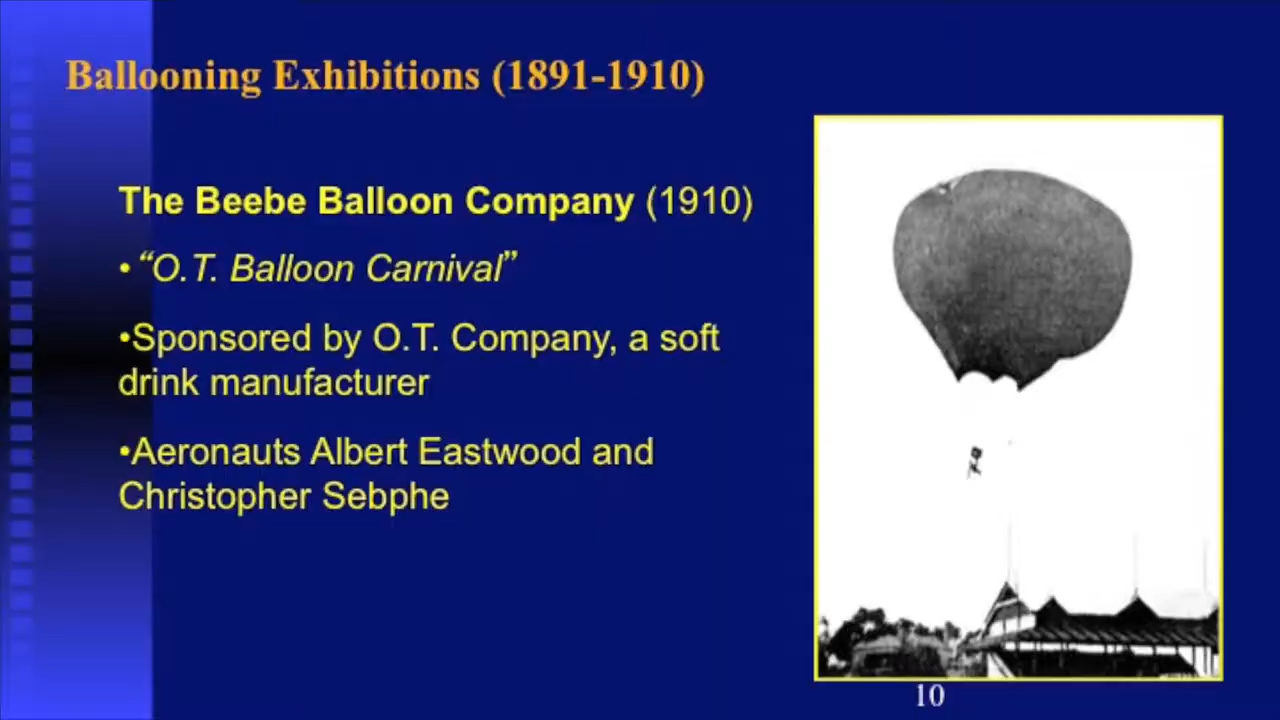 Ballooning Exhibitions (1891-1910)
The Beebe Balloon Company (1910)
• “O.T. Balloon Carnival”
•Sponsored by O.T. Company, a soft
drink manufacturer
•Aeronauts Albert Eastwood and
Christopher Sebphe
10